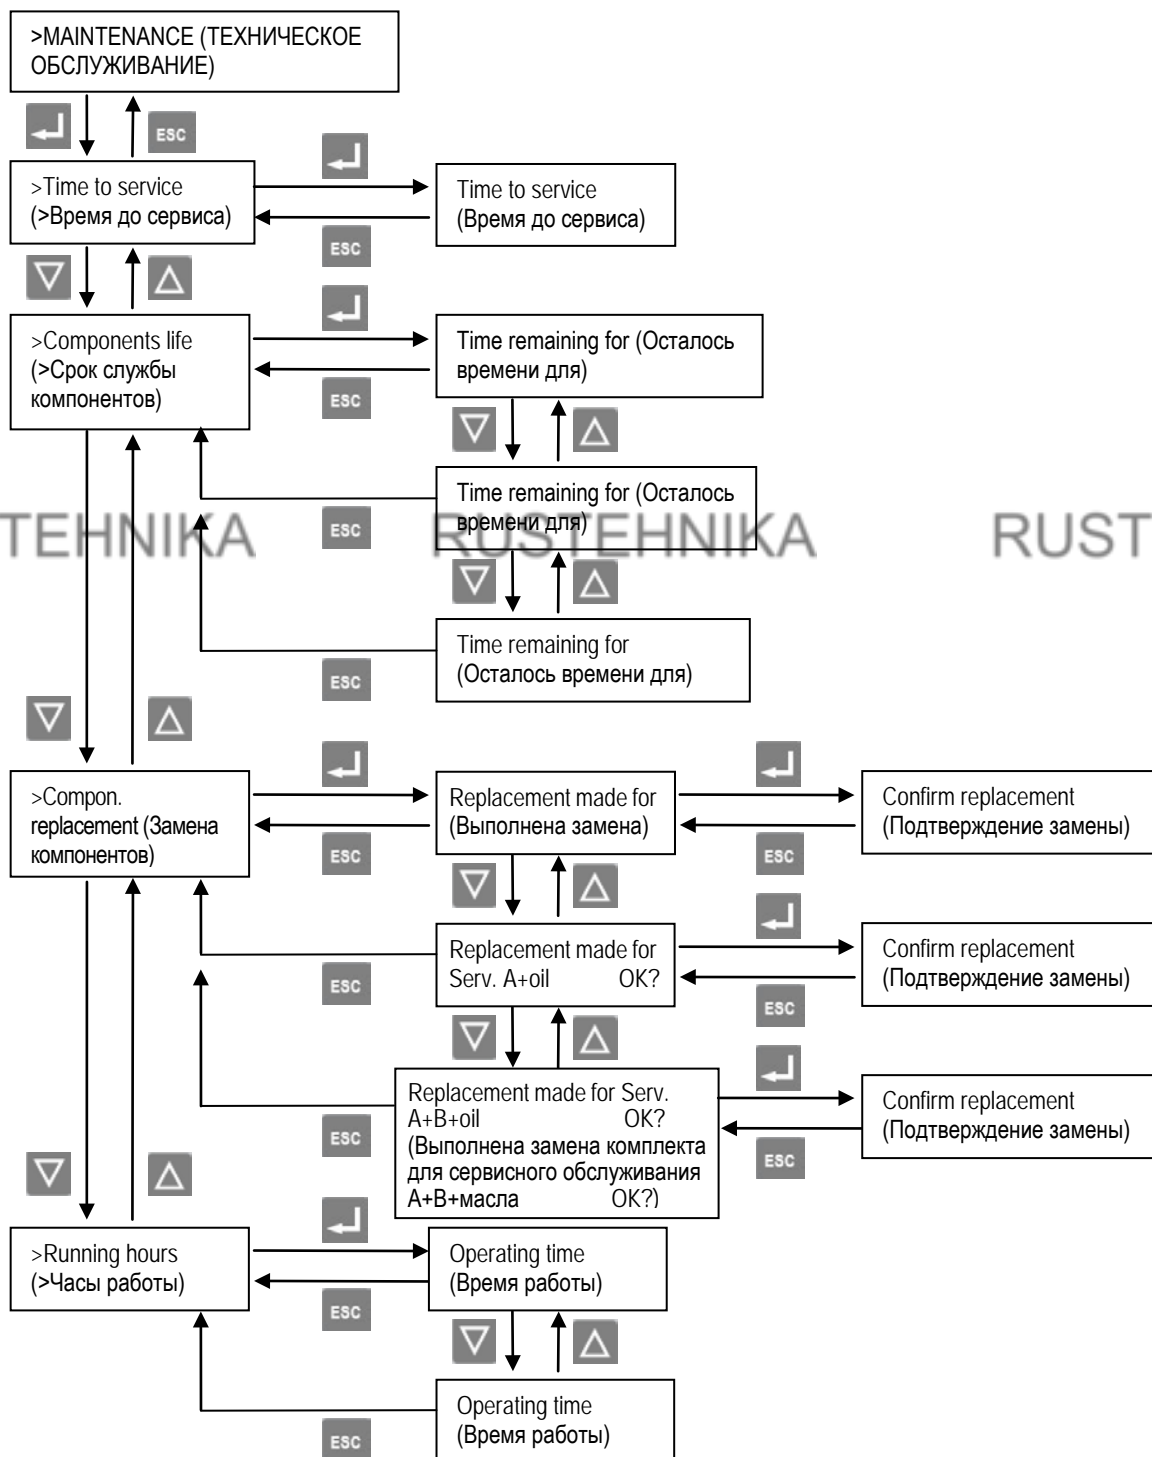 >MAINTENANCE (ТЕХНИЧЕСКОЕ
ОБСЛУЖИВАНИЕ)
ESC
>Time to service
(>Время до сервиса)
Time to service
(Время до сервиса)
ESC
>Components life
(>Срок службы
компонентов)
Time remaining for (Осталось
времени для)
ESC
Time remaining for (Осталось
времени для)
ESC
TEHNIKA
RUSTEHNIKA
RUST
Time remaining for
(Осталось времени для)
ESC
>Compon.
replacement (Замена
компонентов)
Replacement made for
(Выполнена замена)
Confirm replacement
(Подтверждение замены)
ESC
ESC
Replacement made for
Serv. A+oil OK?
Confirm replacement
(Подтверждение замены)
ESC
ESC
Replacement made for Serv.
A+B+oil OK?
(Выполнена замена комплекта
для сервисного обслуживания
А+В+масла OK?)
Confirm replacement
(Подтверждение замены)
ESC
ESC
>Running hours
(>Часы работы)
Operating time
(Время работы)
ESC
Operating time
(Время работы)
ESC